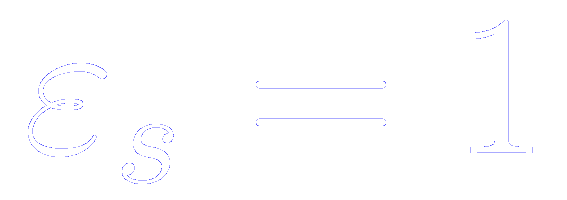 ε_s = 1